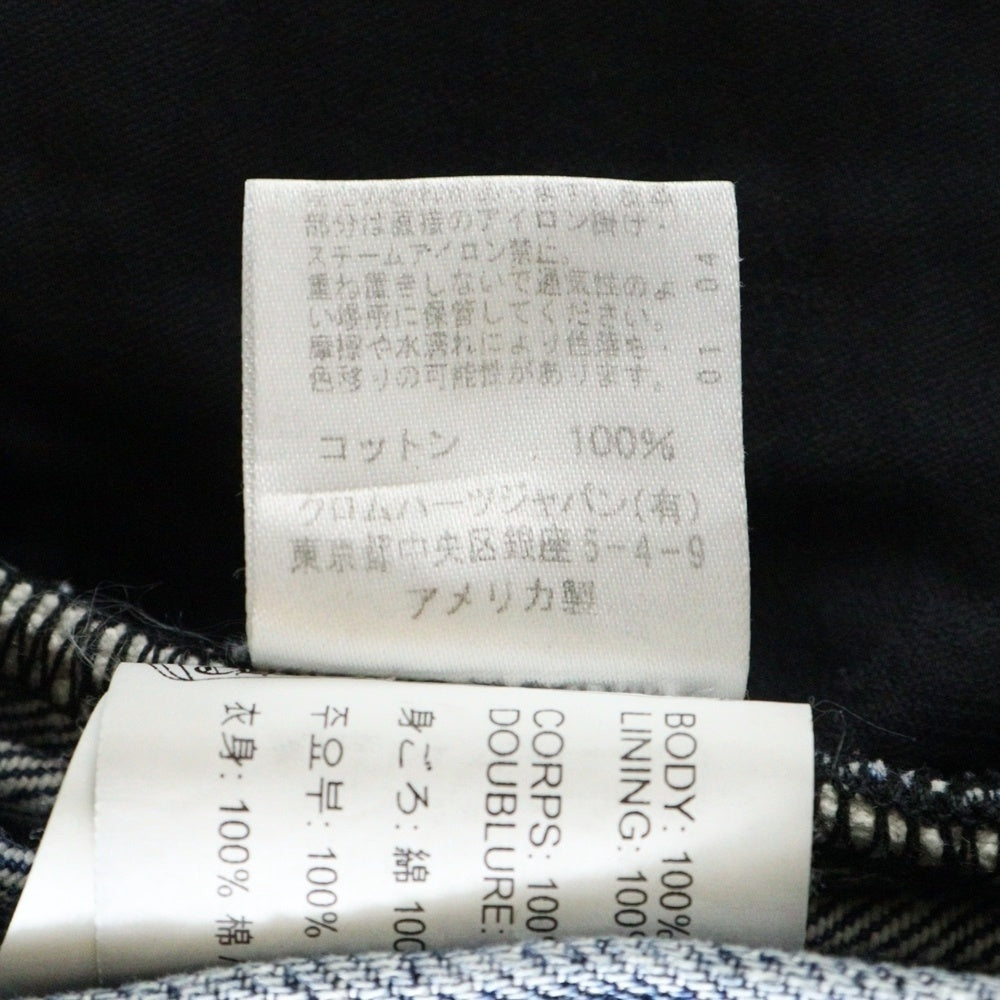 部分は直接のアイロン掛け・
スチームアイロン禁止。
重ね置きしないで通気性のよ
い場所に保管してください。
摩擦や水濡れにより色落ち・
色移りの可能性があります。
01 04
コットン 100%
クロムハーツジャパン(有)
東京都中央区銀座5-4-9
アメリカ製
BODY: 100%
LINING: 100%
CORPS: 100%
DOUBLURE:
身ごろ: 綿 100
주요부: 100%
衣身: 100% 棉